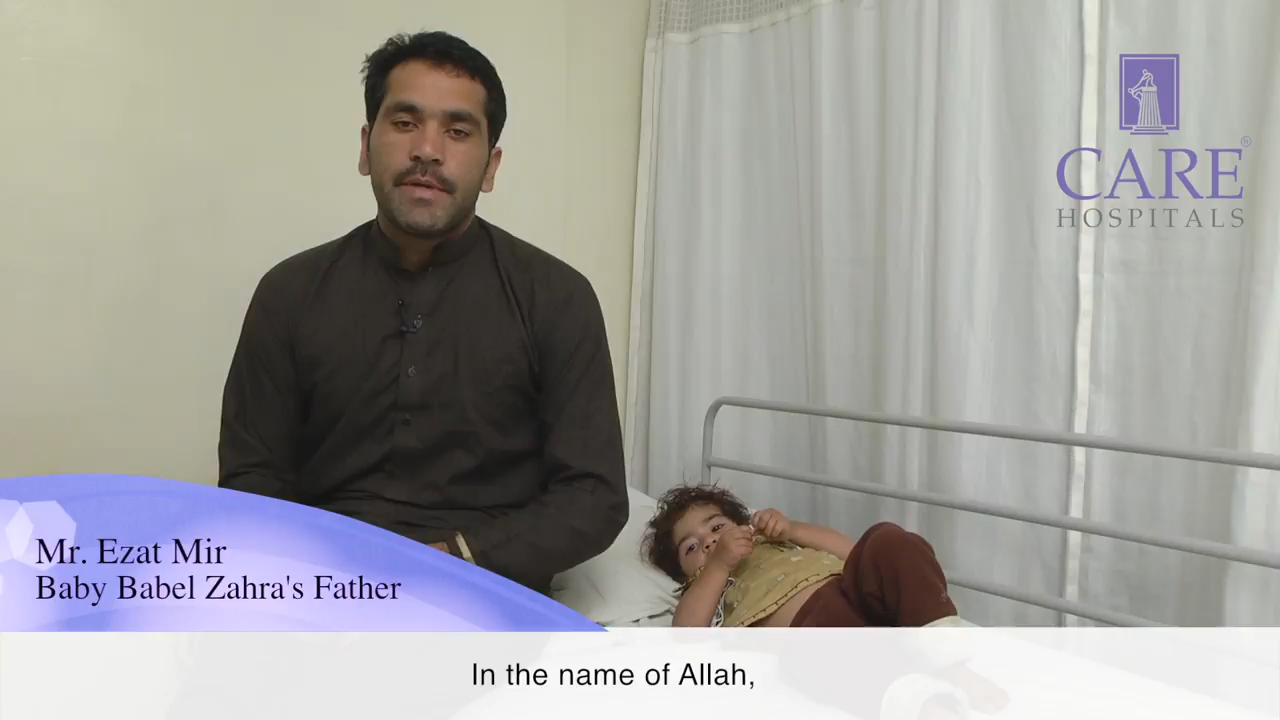 CARE®
HOSPITALS
Mr. Ezat Mir
Baby Babel Zahra's Father
In the name of Allah,